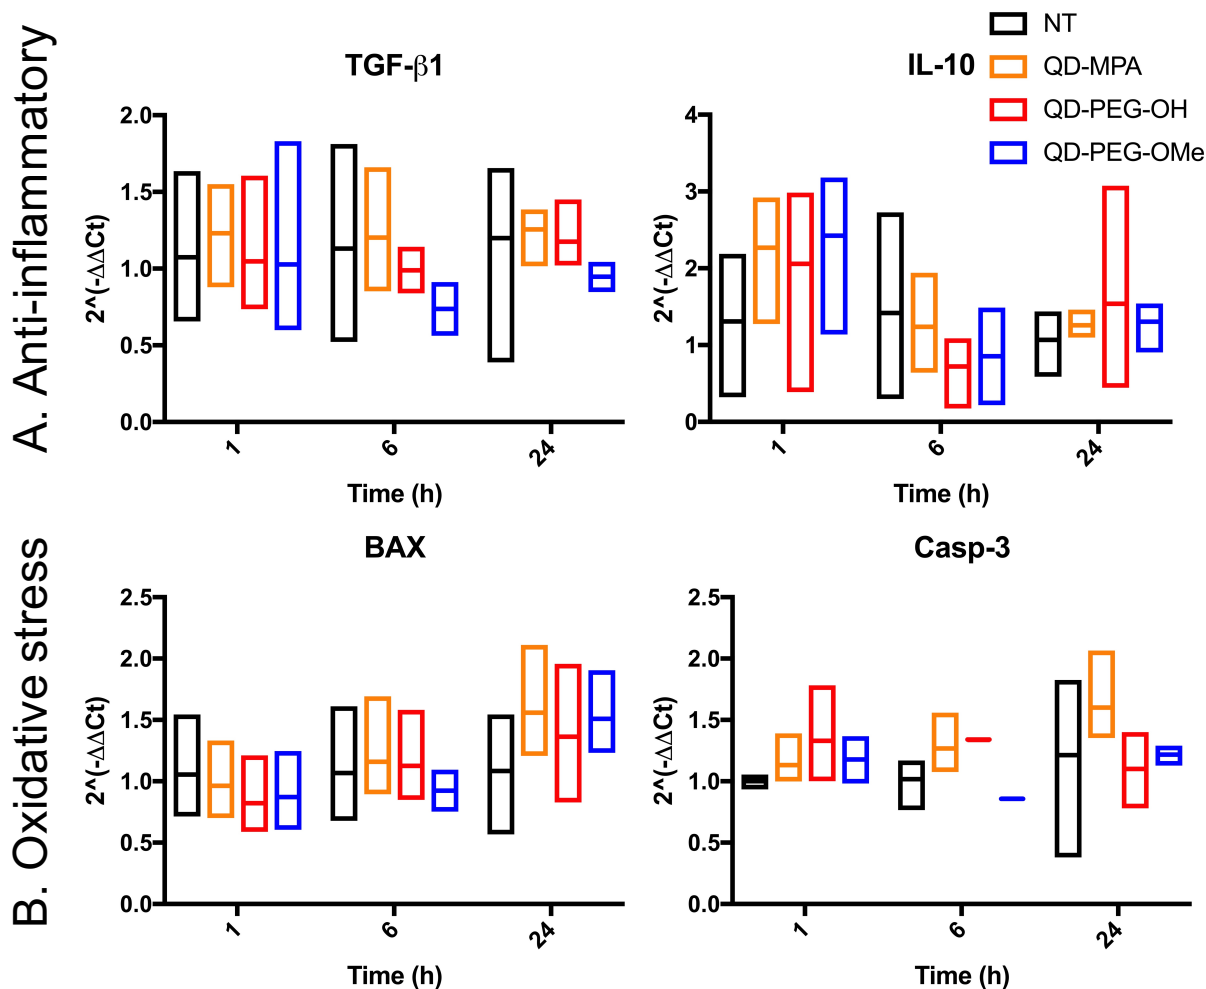 A. Anti-inflammatory
TGF-β1
2^(-ΔΔCt)
2.0
1.5
1.0
0.5
0.0
1
6
24
Time (h)
IL-10
NT
QD-MPA
QD-PEG-OH
QD-PEG-OMe
2^(-ΔΔCt)
4
3
2
1
0
1
6
24
Time (h)
B. Oxidative stress
BAX
2^(-ΔΔCt)
2.5
2.0
1.5
1.0
0.5
0.0
1
6
24
Time (h)
Casp-3
2^(-ΔΔCt)
2.5
2.0
1.5
1.0
0.5
0.0
1
6
24
Time (h)